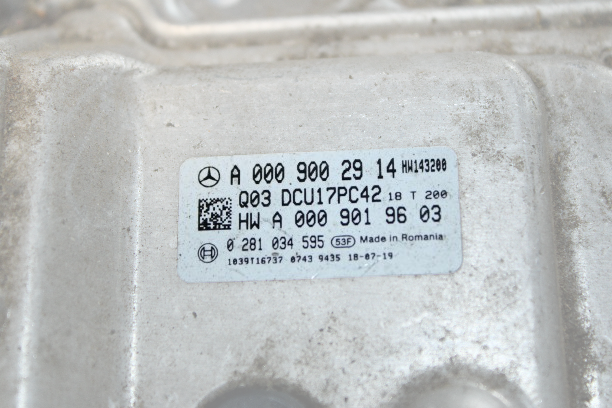 A 000 900 29 14 HW143200
Q03 DCU17PC42 18 T 200
HW A 000 901 96 03
0 281 034 595 53F Made in Romania
1039T16737 0743 9435 18-07-19